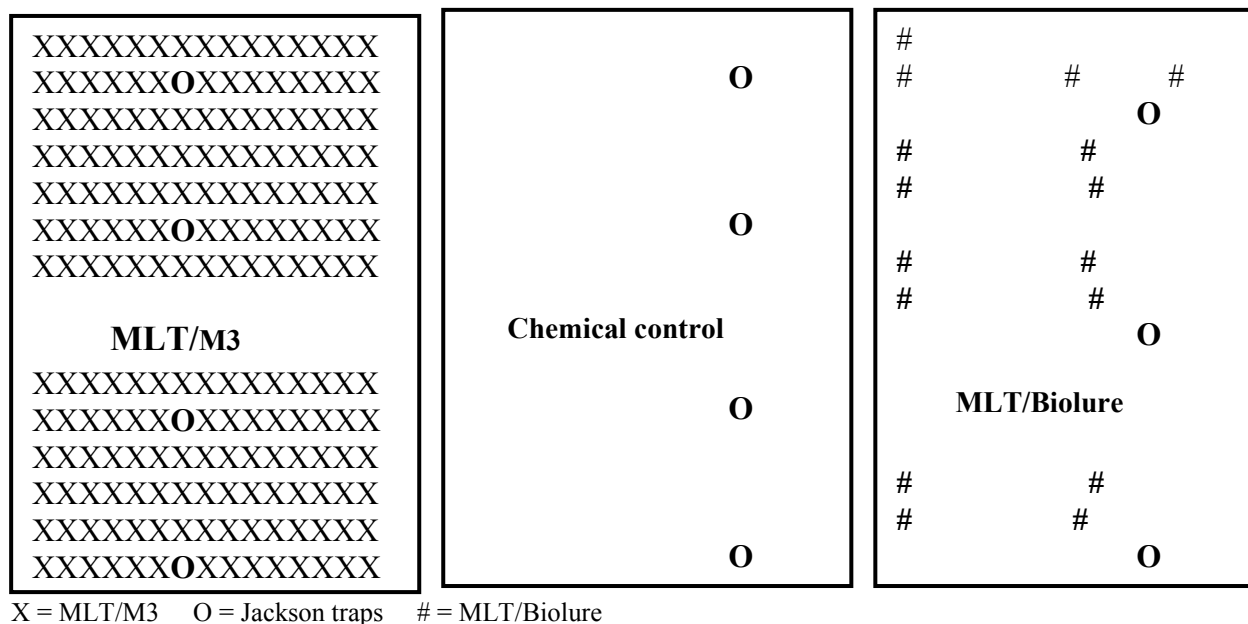 XXXXXXXXXXXXXXX
XXXXXXOXXXXXXXX
XXXXXXXXXXXXXXX
XXXXXXXXXXXXXXX
XXXXXXXXXXXXXXX
XXXXXXOXXXXXXXX
XXXXXXXXXXXXXXX
MLT/M3
XXXXXXXXXXXXXXX
XXXXXXOXXXXXXXX
XXXXXXXXXXXXXXX
XXXXXXXXXXXXXXX
XXXXXXXXXXXXXXX
XXXXXXOXXXXXXXX
O
O
Chemical control
O
O
#
# # #
O
# #
# #
# #
# #
O
MLT/Biolure
# #
# #
O
X = MLT/M3 O = Jackson traps # = MLT/Biolure